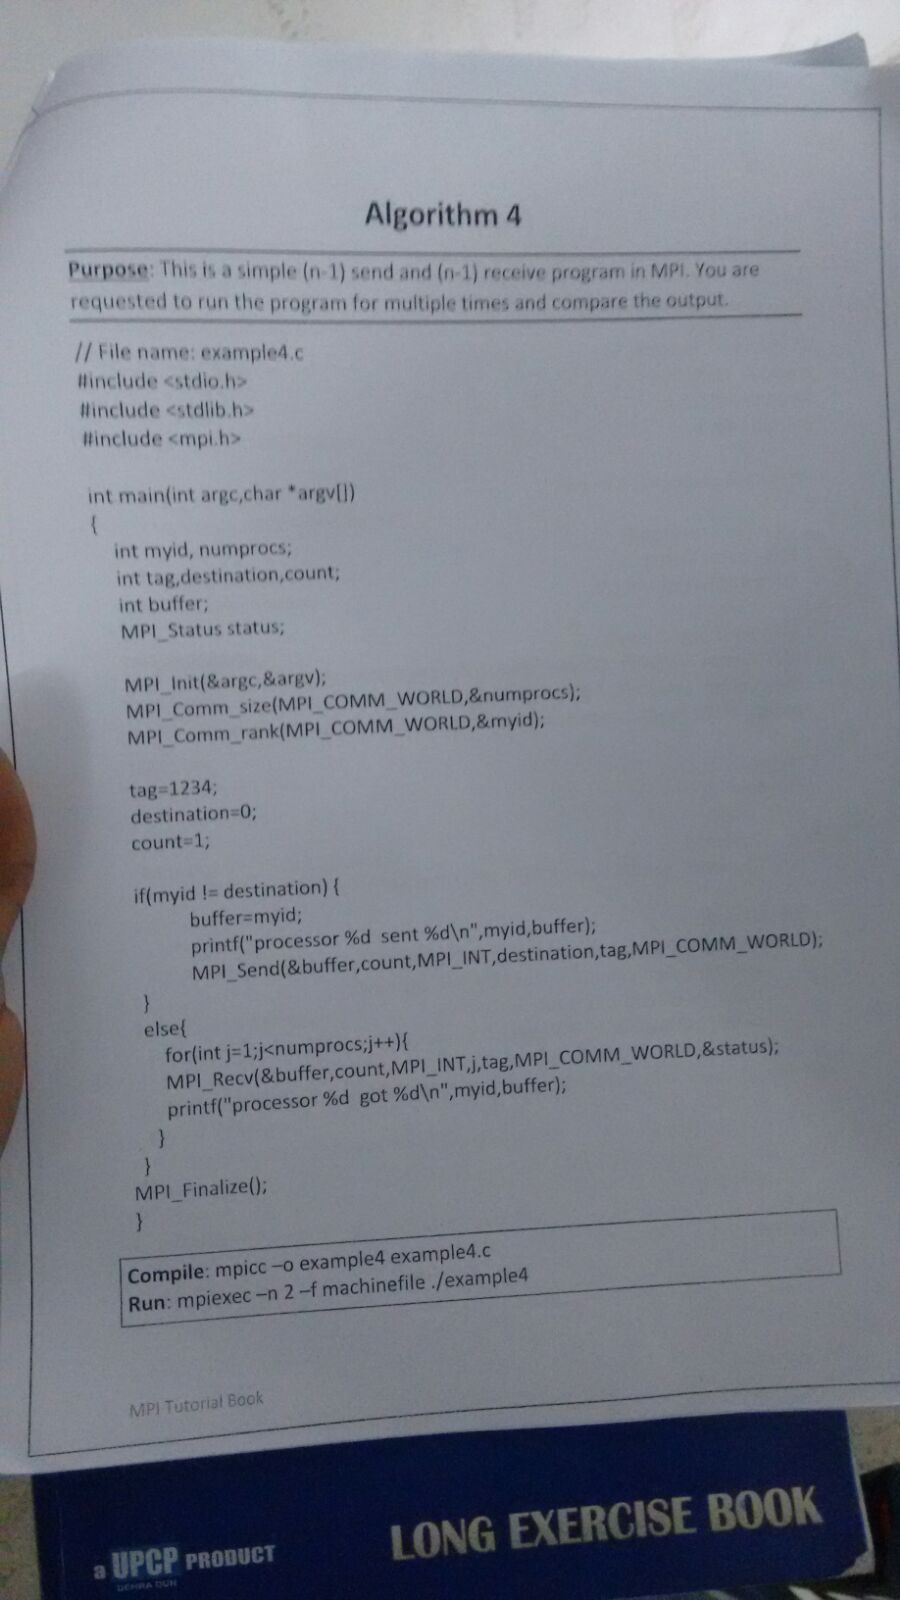 Algorithm 4
Purpose: This is a simple (n-1) send and (n-1) receive program in MPI. You are
requested to run the program for multiple times and compare the output.
// File name: example4.c
#include <stdio.h>
#include <stdlib.h>
#include <mpi.h>
int main(int argc,char *argv[])
{
int myid, numprocs;
int tag,destination,count;
int buffer;
MPI_Status status;
MPI_Init(&argc,&argv);
MPI_Comm_size(MPI_COMM_WORLD,&numprocs);
MPI_Comm_rank(MPI_COMM_WORLD,&myid);
tag=1234;
destination=0;
count=1;
if(myid != destination) {
buffer=myid;
printf("processor %d  sent %d\n",myid,buffer);
MPI_Send(&buffer,count,MPI_INT,destination,tag,MPI_COMM_WORLD);
}
else{
for(int j=1;j<numprocs;j++){
MPI_Recv(&buffer,count,MPI_INT,j,tag,MPI_COMM_WORLD,&status);
printf("processor %d  got %d\n",myid,buffer);
}
}
MPI_Finalize();
}
Compile: mpicc –o example4 example4.c
Run: mpiexec –n 2 –f machinefile ./example4
MPI Tutorial Book
LONG EXERCISE BOOK
a UPCP PRODUCT
DEHRA DUN